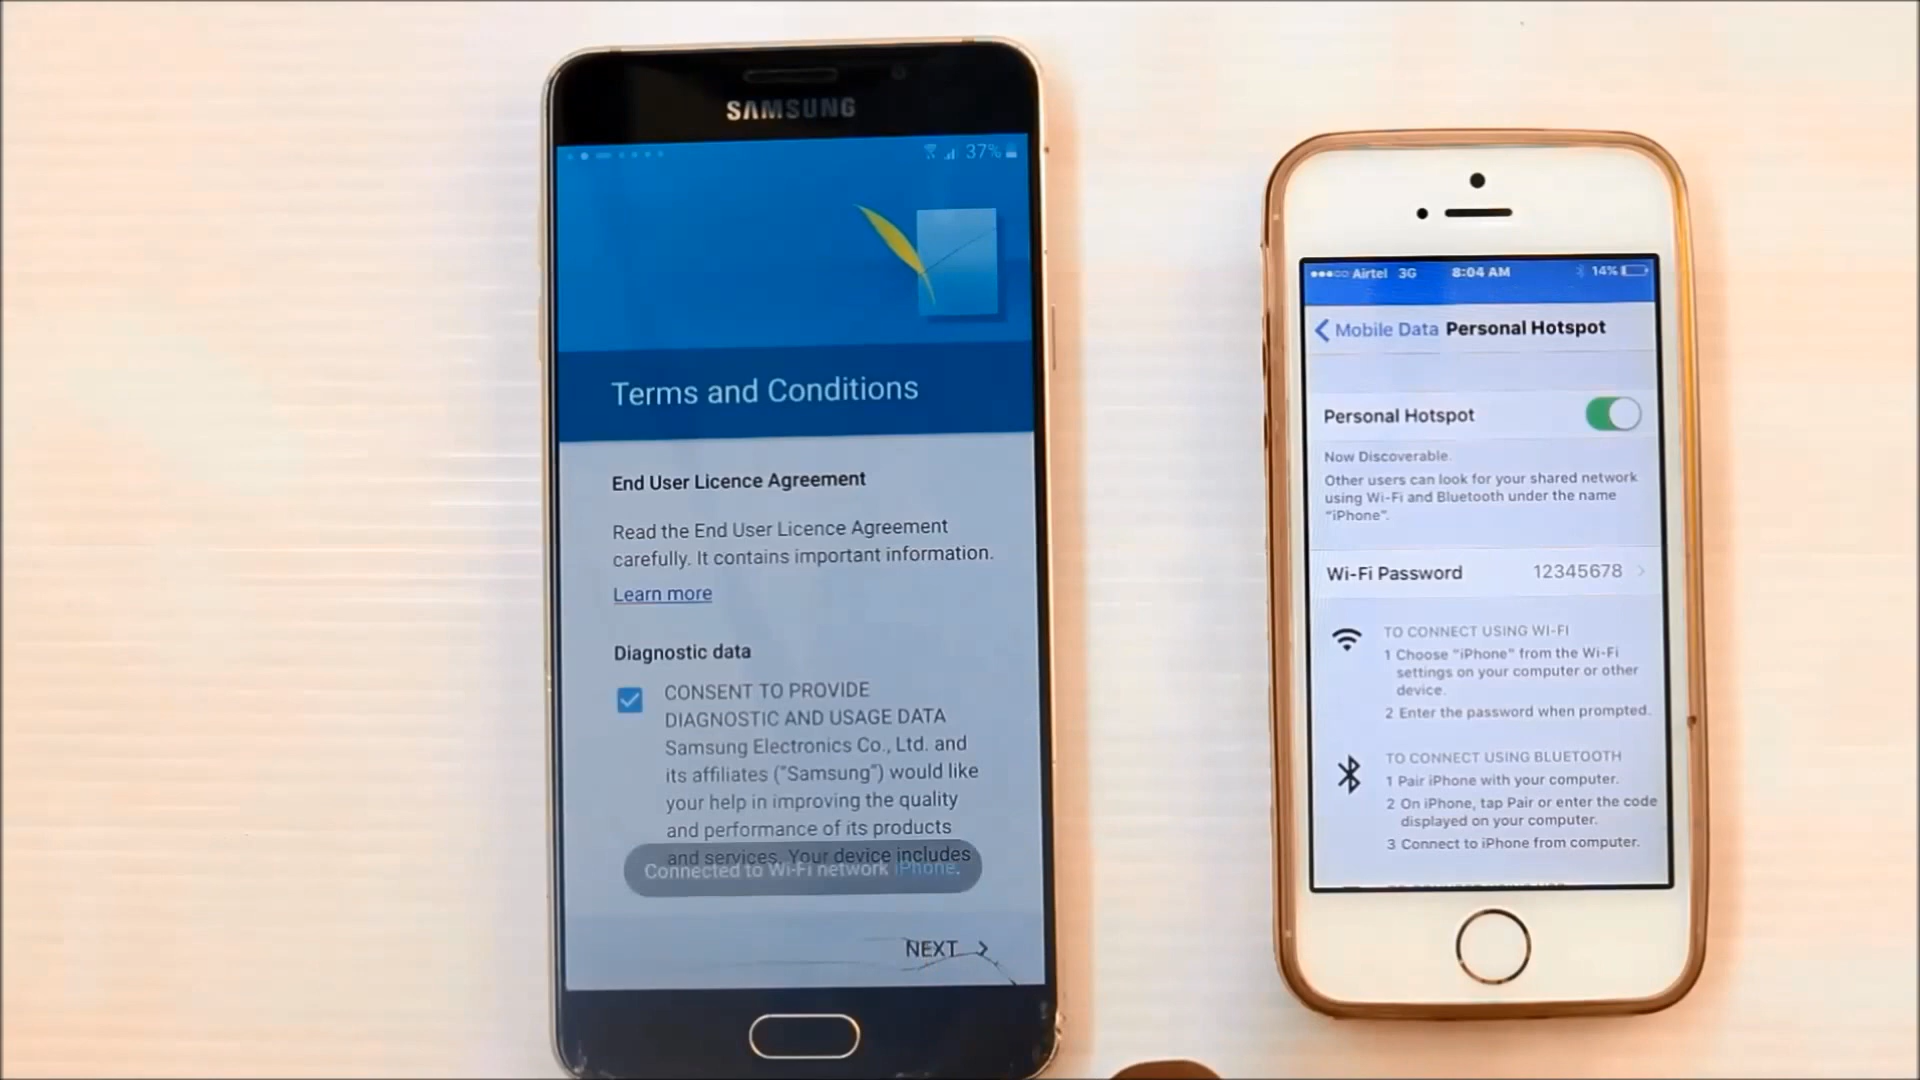 SAMSUNG
37%
Terms and Conditions
End User Licence Agreement
Read the End User Licence Agreement
carefully. It contains important information.
Learn more
Diagnostic data
CONSENT TO PROVIDE
DIAGNOSTIC AND USAGE DATA
Samsung Electronics Co., Ltd. and
its affiliates ("Samsung") would like
your help in improving the quality
and performance of its products
and services. Your device includes
Connected to Wi-Fi network iPhone.
NEXT
Airtel 3G 8:04 AM 14%
Mobile Data Personal Hotspot
Personal Hotspot
Now Discoverable.
Other users can look for your shared network
using Wi-Fi and Bluetooth under the name
"iPhone".
Wi-Fi Password 12345678
TO CONNECT USING WI-FI
1 Choose "iPhone" from the Wi-Fi
settings on your computer or other
device.
2 Enter the password when prompted.
TO CONNECT USING BLUETOOTH
1 Pair iPhone with your computer.
2 On iPhone, tap Pair or enter the code
displayed on your computer.
3 Connect to iPhone from computer.